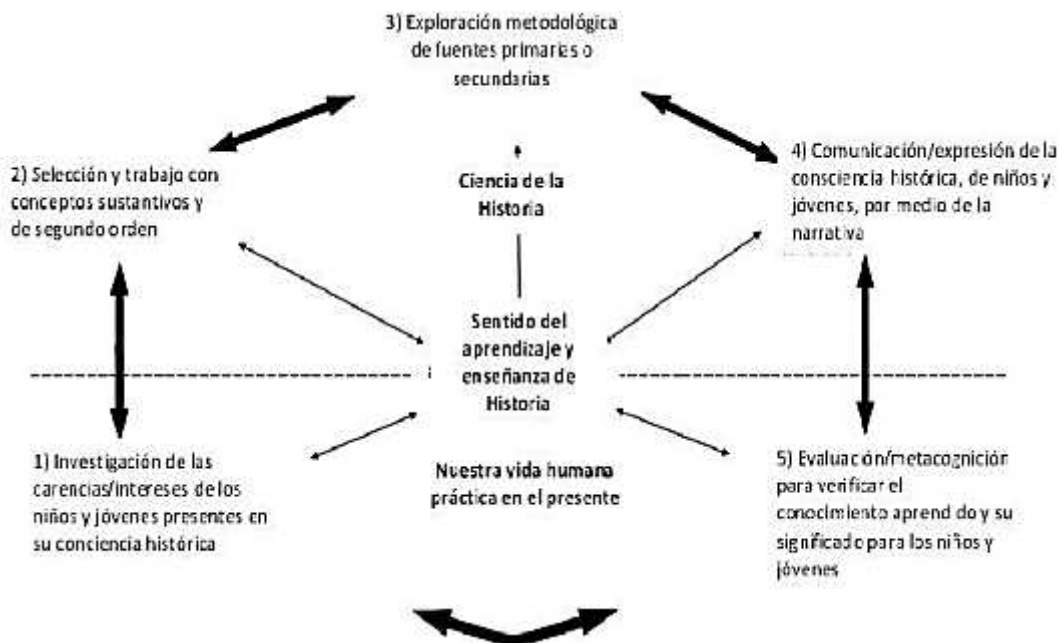 3) Exploración metodológica
de fuentes primarias o
secundarias
2) Selección y trabajo con
conceptos sustantivos y
de segundo orden
Ciencia de la
Historia
4) Comunicación/expresión de la
consciencia histórica, de niños y
jóvenes, por medio de la
narrativa
Sentido del
aprendizaje y
enseñanza de
Historia
1) Investigación de las
carencias/intereses de los
niños y jóvenes presentes en
su conciencia histórica
Nuestra vida humana
práctica en el presente
5) Evaluación/metacognición
para verificar el
conocimiento aprendido y su
significado para los niños y
jóvenes